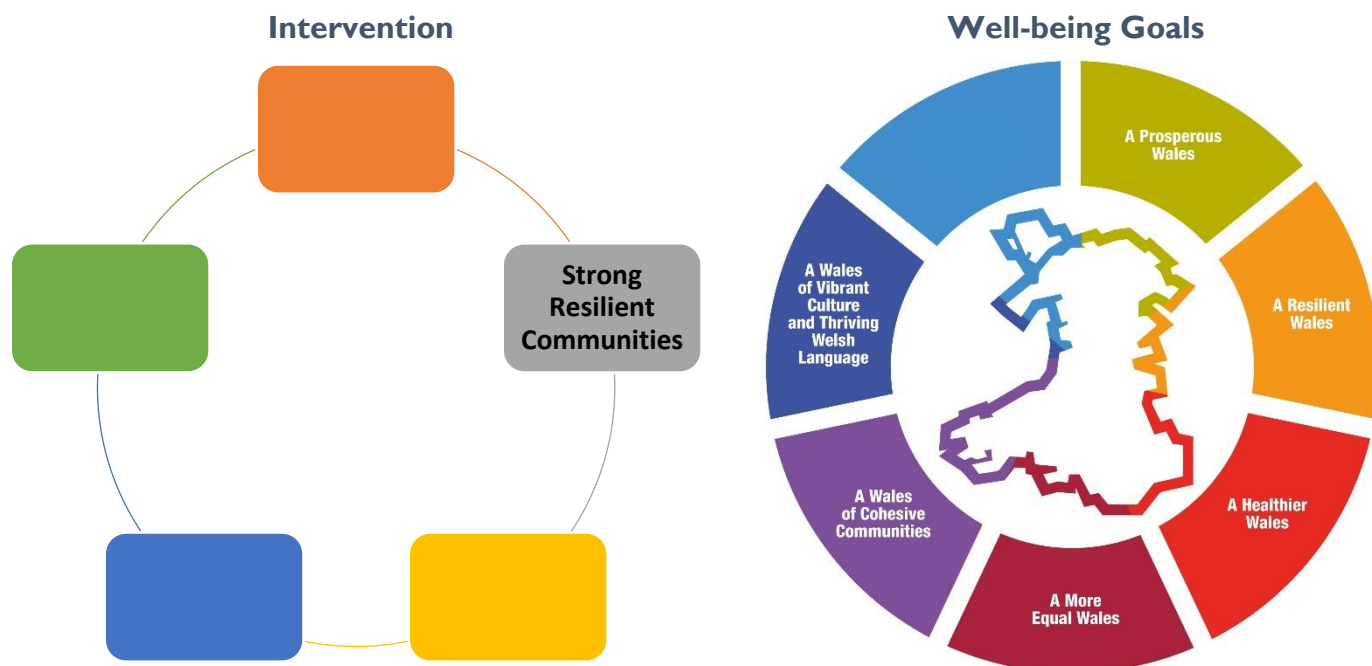 Intervention
Strong
Resilient
Communities
Well-being Goals
A Prosperous
Wales
A Resilient
Wales
A Healthier
Wales
A More
Equal Wales
A Wales
of Cohesive
Communities
A Wales
of Vibrant
Culture
and Thriving
Welsh
Language